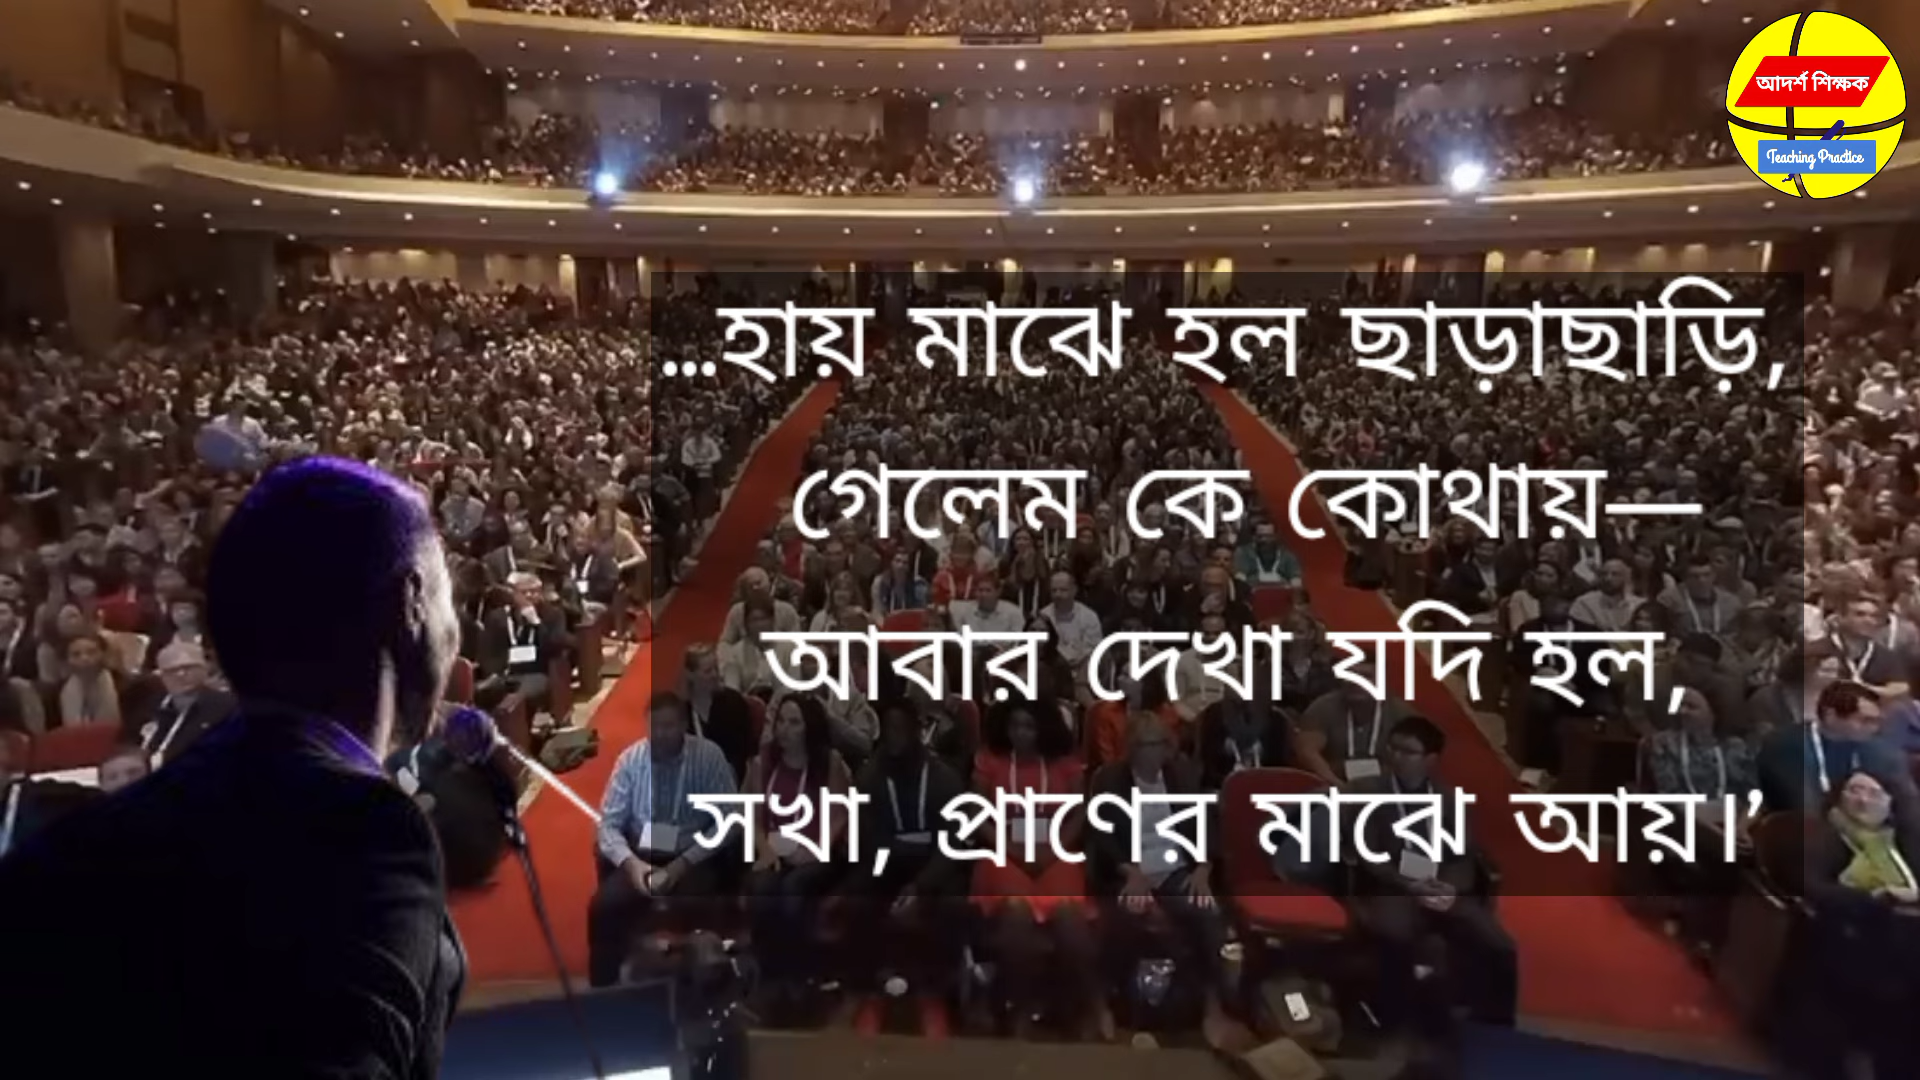 আদর্শ শিক্ষক
Teaching Practice
...হায় মাঝে হল ছাড়াছাড়ি,
গেলেম কে কোথায়—
আবার দেখা যদি হল,
সখা, প্রাণের মাঝে আয়।’